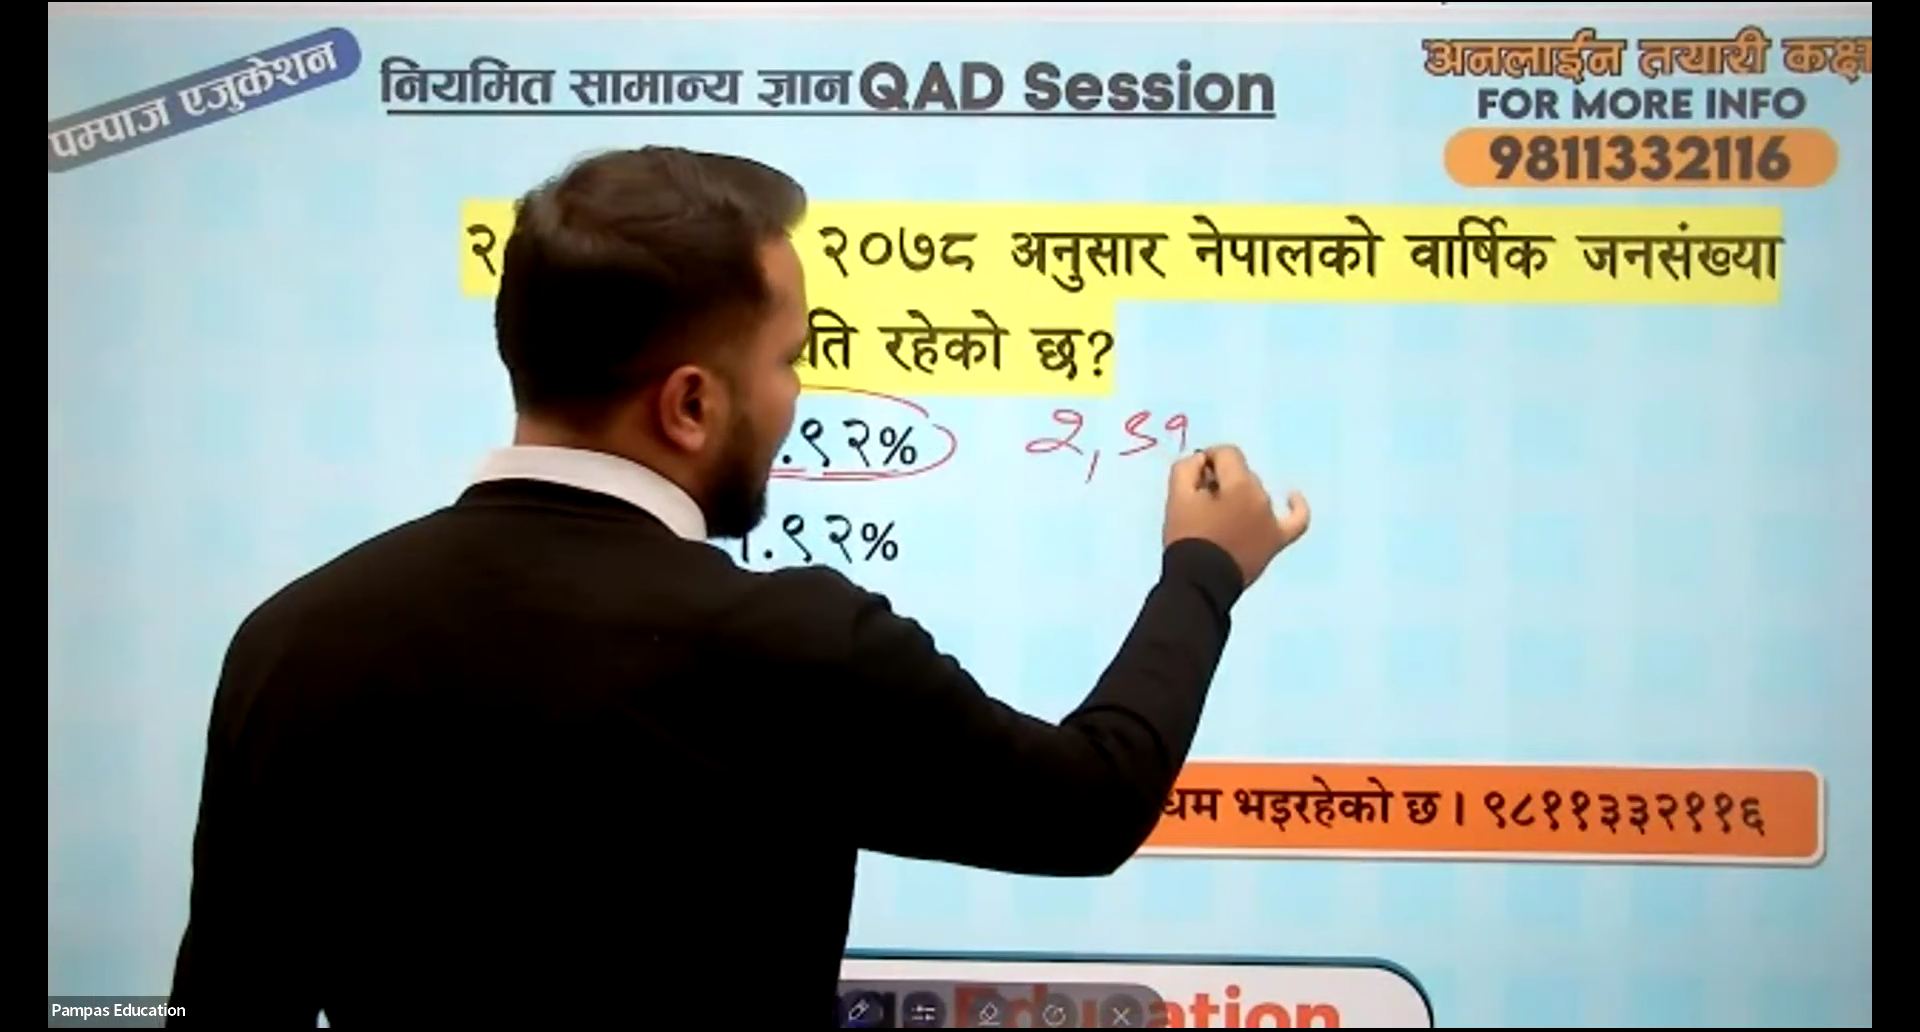 पम्पाज एजुकेशन
नियमित सामान्य ज्ञान QAD Session
अनलाईन तयारी कक्ष
FOR MORE INFO
9811332116
२०७८ अनुसार नेपालको वार्षिक जनसंख्या
रहेको छ?
.९२%
2,39
.९२%
भइरहेको छ । ९८११३३२११६
Pampas Education